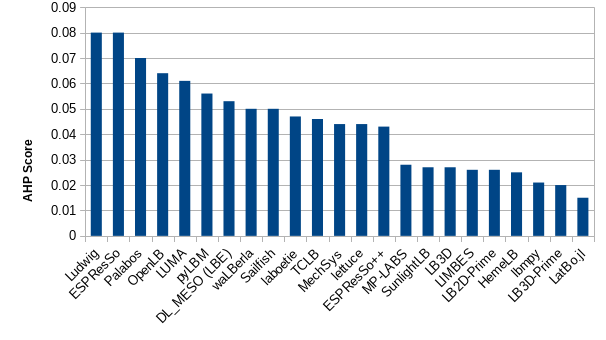 0.09
0.08
0.07
0.06
0.05
0.04
0.03
0.02
0.01
0
AHP Score
Ludwig
ESPResSo
Palabos
OpenLB
LUMA
pyLBM
DL_MESO (LBE)
waLBerla
Sailfish
laboetie
TCLB
MechSys
lettuce
ESPResSo++
MP-LABS
SunlightLB
LB3D
LIMBES
LB2D-Prime
HemeLB
lbmpy
LB3D-Prime
LatBo.jl